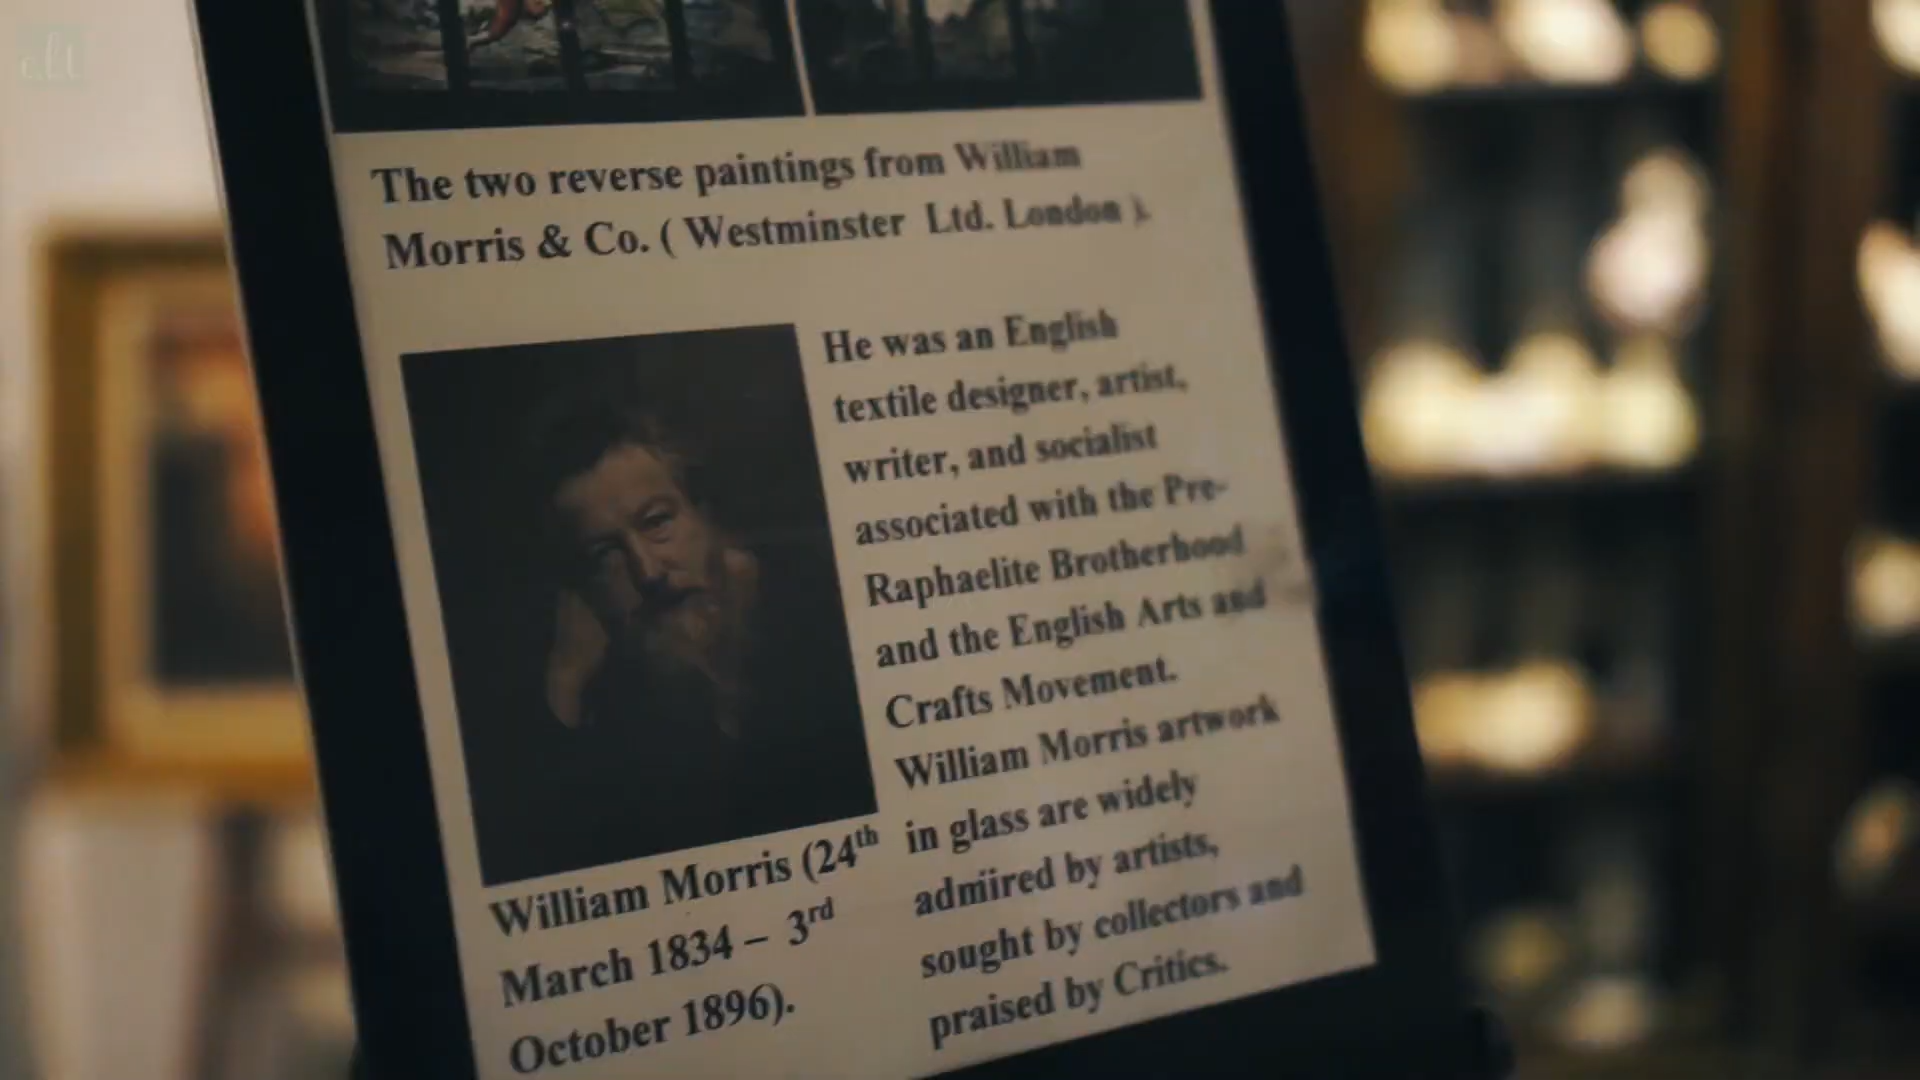 The two reverse paintings from William
Morris & Co. ( Westminster Ltd. London ).
He was an English
textile designer, artist,
writer, and socialist
associated with the Pre-
Raphaelite Brotherhood
and the English Arts and
Crafts Movement.
William Morris artwork
in glass are widely
admired by artists,
sought by collectors and
praised by Critics.
William Morris (24th
March 1834 – 3rd
October 1896).